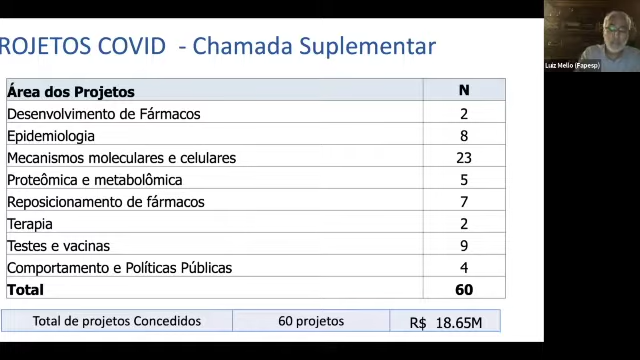 ROJETOS COVID - Chamada Suplementar
Luiz Mello (Fapesp)
Área dos Projetos N
Desenvolvimento de Fármacos 2
Epidemiologia 8
Mecanismos moleculares e celulares 23
Proteômica e metabolômica 5
Reposicionamento de fármacos 7
Terapia 2
Testes e vacinas 9
Comportamento e Políticas Públicas 4
Total 60
Total de projetos Concedidos 60 projetos R$ 18.65M